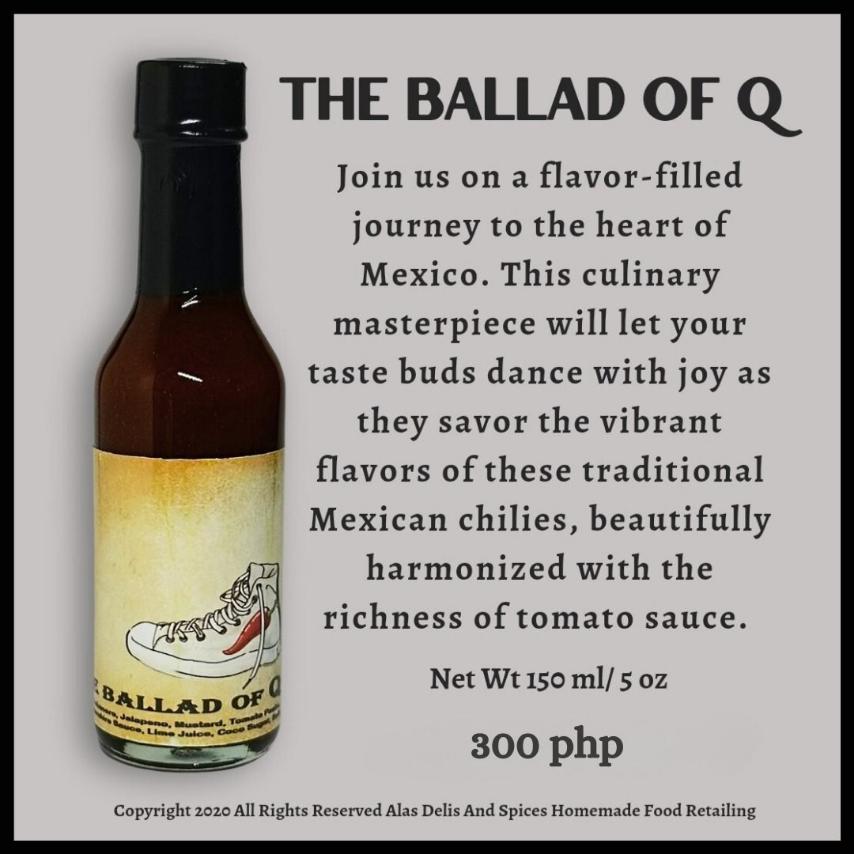 THE BALLAD OF Q
Join us on a flavor-filled
journey to the heart of
Mexico. This culinary
masterpiece will let your
taste buds dance with joy as
they savor the vibrant
flavors of these traditional
Mexican chilies, beautifully
harmonized with the
richness of tomato sauce.
Net Wt 150 ml/ 5 oz
300 php
BALLAD OF Q
Jalapeno, Mustard, Tomato
Sauce, Lime Juice, Coco Sugar,
Copyright 2020 All Rights Reserved Alas Delis And Spices Homemade Food Retailing